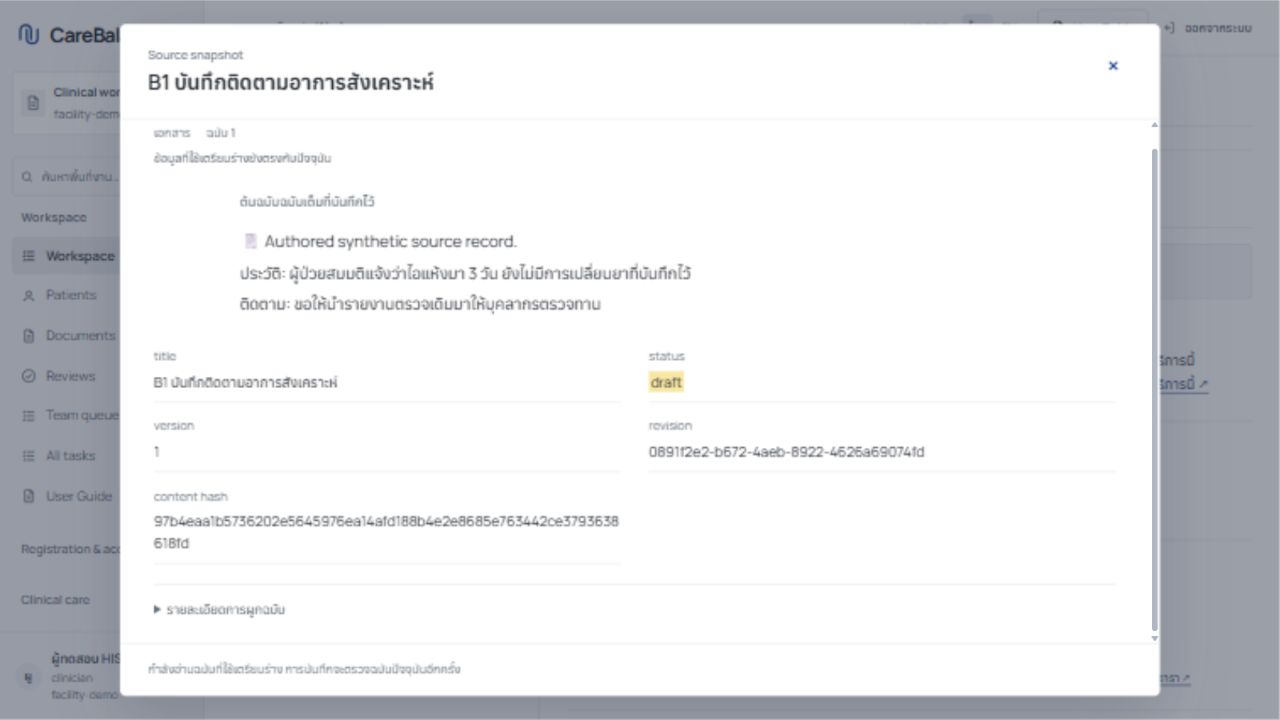 CareBal
Clinical wor
facility-dem
ค้นหาพื้นที่งาน...
Workspace
Workspace
Patients
Documents
Reviews
Team queue
All tasks
User Guide
Registration & acc
Clinical care
ผู้ทดสอบ HIS
clinician
facility-demo
ออกจากระบบ
Source snapshot
B1 บันทึกติดตามอาการสังเคราะห์
เอกสาร ฉบับ 1
ข้อมูลที่ใช้เตรียมร่างยังตรงกับปัจจุบัน
ต้นฉบับฉบับเต็มที่บันทึกไว้
Authored synthetic source record.
ประวัติ: ผู้ป่วยสมมติแจ้งว่าไอแห้งมา 3 วัน ยังไม่มีการเปลี่ยนยาที่บันทึกไว้
ติดตาม: ขอให้นำรายงานตรวจเดิมมาให้บุคลากรตรวจทาน
title
B1 บันทึกติดตามอาการสังเคราะห์
status
draft
version
1
revision
0891f2e2-b672-4aeb-8922-4626a69074fd
content hash
97b4eaa1b5736202e5645976ea14afd188b4e2e8685e763442ce3793638
618fd
รายละเอียดการผูกฉบับ
กำลังอ่านฉบับที่ใช้เตรียมร่าง การบันทึกจะตรวจฉบับปัจจุบันอีกครั้ง